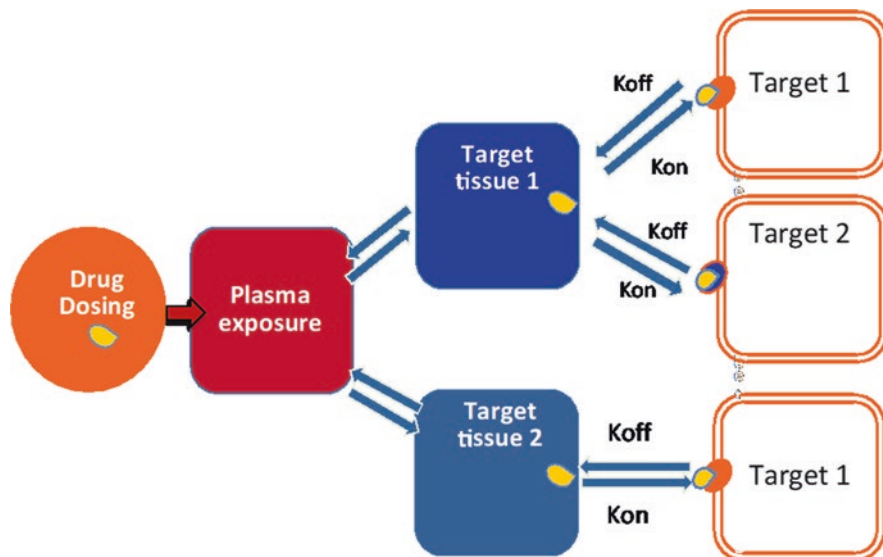 Drug
Dosing
Plasma
exposure
Target
tissue 1
Target
tissue 2
Koff
Kon
Koff
Kon
Koff
Kon
Target 1
Target 2
Target 1